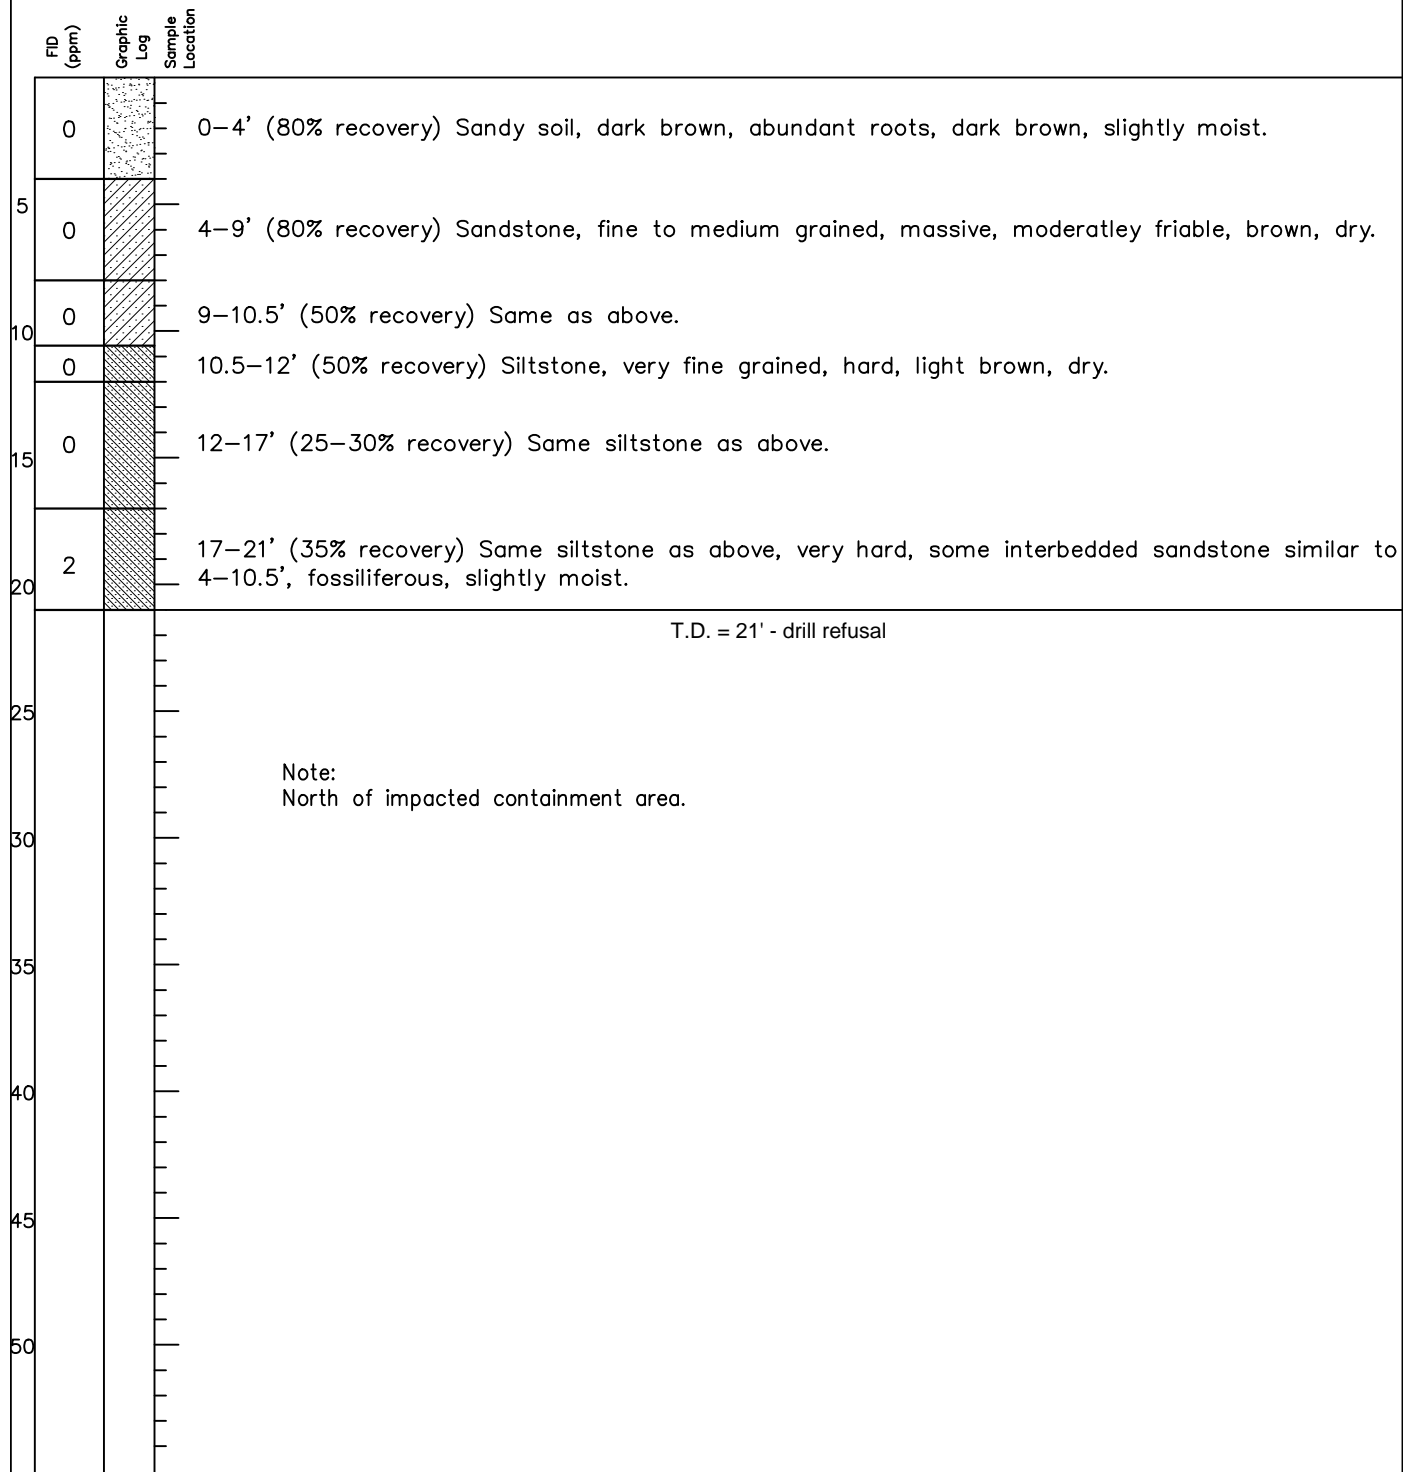 FID
(ppm)
Graphic
Log
Sample
Location
0
0–4’ (80% recovery) Sandy soil, dark brown, abundant roots, dark brown, slightly moist.
5
0
4–9’ (80% recovery) Sandstone, fine to medium grained, massive, moderatley friable, brown, dry.
0
9–10.5’ (50% recovery) Same as above.
10
0
10.5–12’ (50% recovery) Siltstone, very fine grained, hard, light brown, dry.
0
12–17’ (25–30% recovery) Same siltstone as above.
15
2
17–21’ (35% recovery) Same siltstone as above, very hard, some interbedded sandstone similar to
4–10.5’, fossiliferous, slightly moist.
20
T.D. = 21' - drill refusal
25
Note:
North of impacted containment area.
30
35
40
45
50